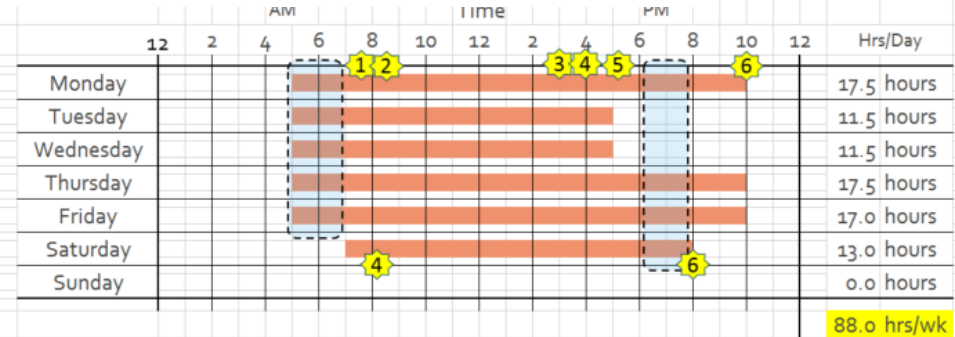 AM Time PM
12 2 4 6 8 10 12 2 4 6 8 10 12 Hrs/Day
1 2 3 4 5 6
Monday 17.5 hours
Tuesday 11.5 hours
Wednesday 11.5 hours
Thursday 17.5 hours
Friday 17.0 hours
Saturday 13.0 hours
4 6
Sunday 0.0 hours
88.0 hrs/wk